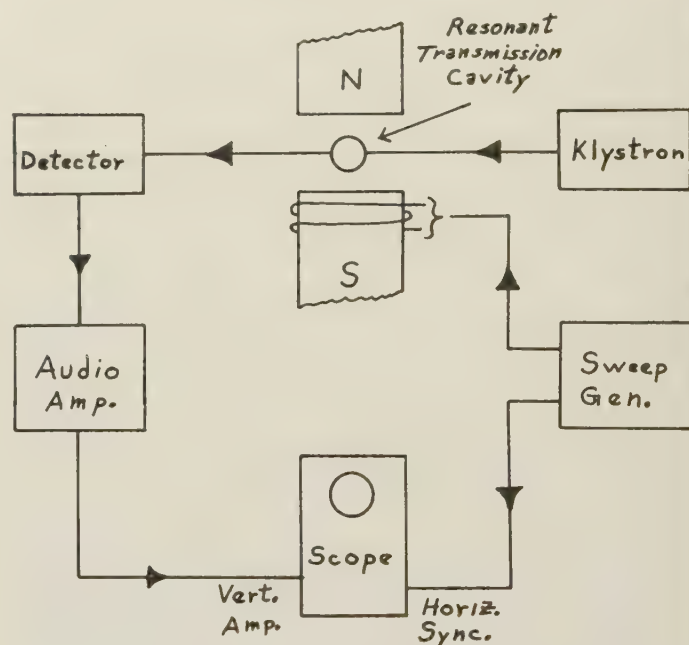 Resonant
Transmission
Cavity
N
Detector
Klystron
S
Audio
Amp.
Sweep
Gen.
Scope
Vert.
Amp.
Horiz.
Sync.